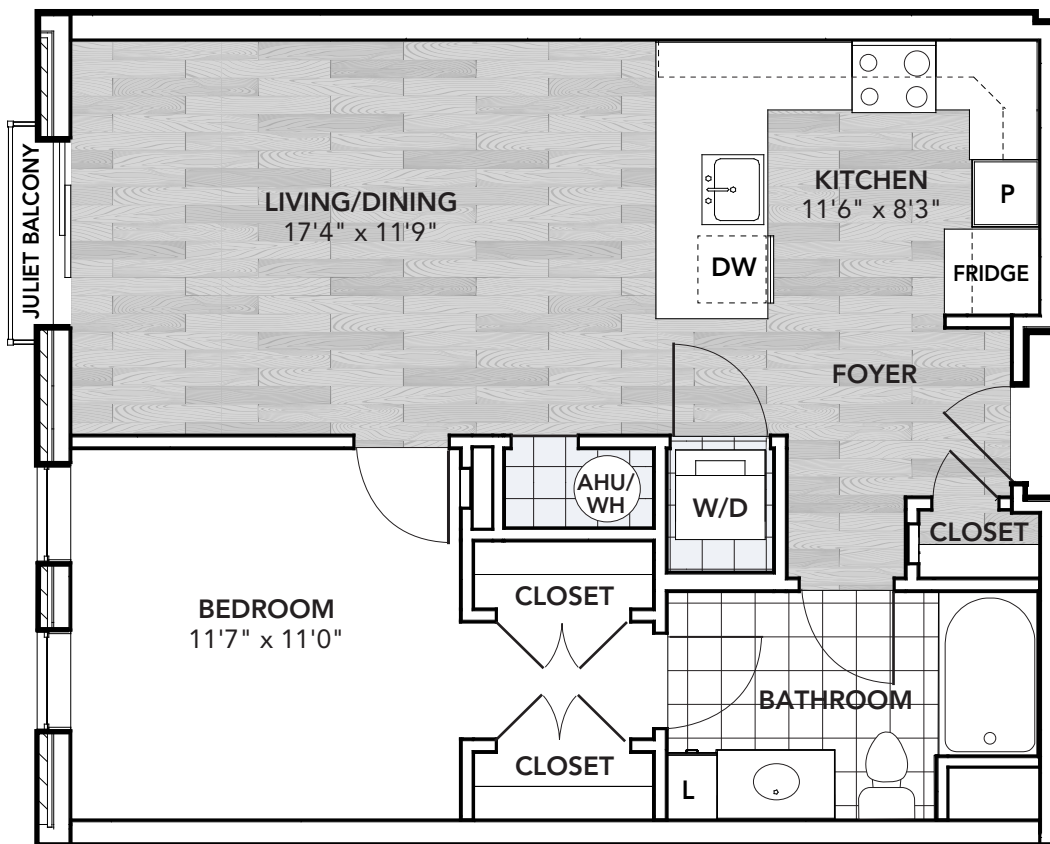 JULIET BALCONY
LIVING/DINING
17'4" x 11'9"
KITCHEN
11'6" x 8'3"
P
DW
FRIDGE
FOYER
AHU/
WH
W/D
CLOSET
BEDROOM
11'7" x 11'0"
CLOSET
BATHROOM
CLOSET
L